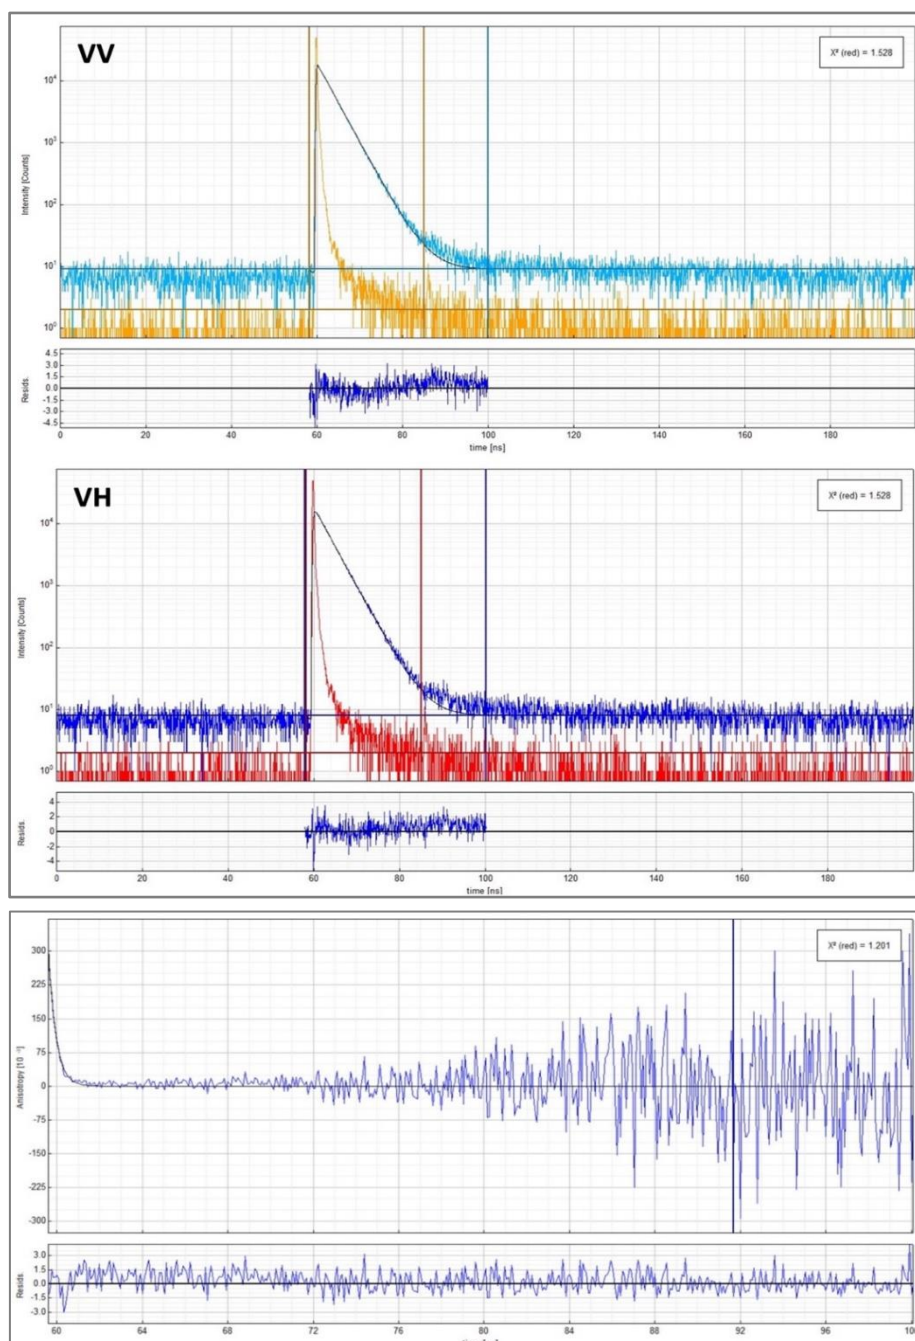 VV
X² (red) = 1.528
Intensity [Counts]
10⁴
10³
10²
10¹
10⁰
Resids.
4.5
3.0
1.5
0.0
-1.5
-3.0
-4.5
0 20 40 60 80 100 120 140 160 180
time [ns]
VH
X² (red) = 1.528
Intensity [Counts]
10⁴
10³
10²
10¹
10⁰
Resids.
4
2
0
-2
-4
0 20 40 60 80 100 120 140 160 180
time [ns]
X² (red) = 1.201
Anisotropy [10⁻³]
300
225
150
75
0
-75
-150
-225
-300
Resids.
3.0
1.5
0.0
-1.5
-3.0
60 64 68 72 76 80 84 88 92 96 10